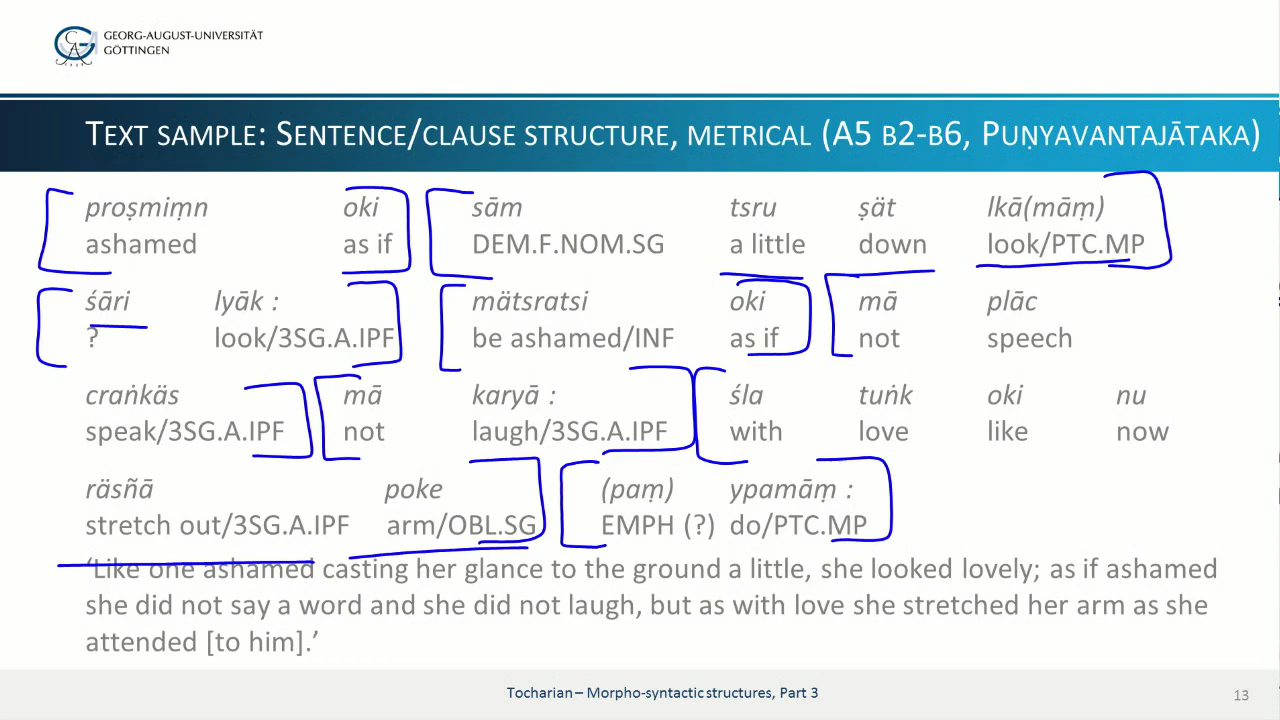 GEORG-AUGUST-UNIVERSITÄT
GÖTTINGEN
TEXT SAMPLE: SENTENCE/CLAUSE STRUCTURE, METRICAL (A5 B2-B6, PUṆYAVANTAJĀTAKA)
proṣmiṃn oki sām tsru ṣät lkā(māṃ)
ashamed as if DEM.F.NOM.SG a little down look/PTC.MP
śāri lyāk : mätsratsi oki mā plāc
? look/3SG.A.IPF be ashamed/INF as if not speech
craṅkäs mā karyā : śla tuṅk oki nu
speak/3SG.A.IPF not laugh/3SG.A.IPF with love like now
räsñā poke (paṃ) ypamāṃ :
stretch out/3SG.A.IPF arm/OBL.SG EMPH (?) do/PTC.MP
‘Like one ashamed casting her glance to the ground a little, she looked lovely; as if ashamed
she did not say a word and she did not laugh, but as with love she stretched her arm as she
attended [to him].’
Tocharian – Morpho-syntactic structures, Part 3
13